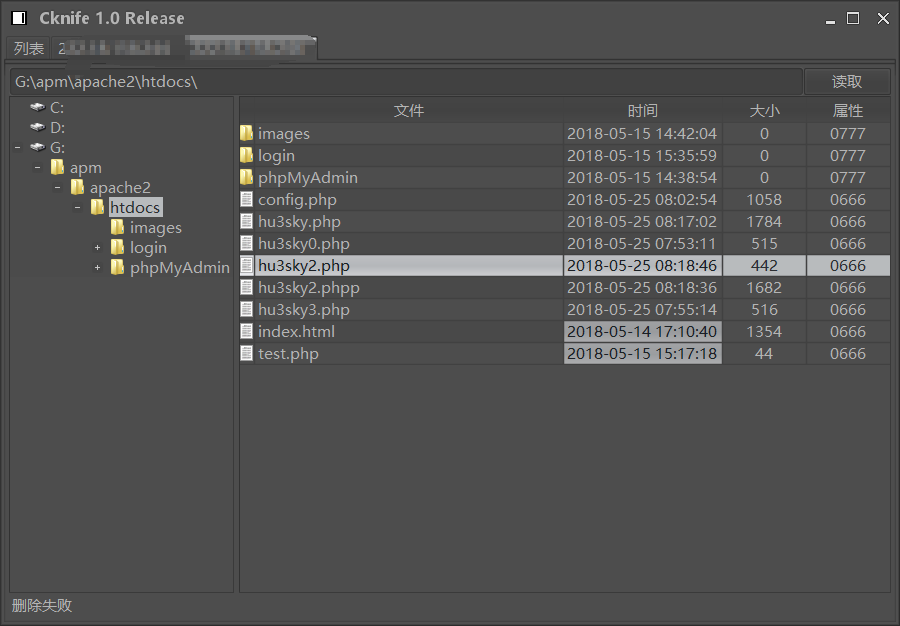 Cknife 1.0 Release
列表
G:\apm\apache2\htdocs\ 读取
C:
D:
G:
apm
apache2
htdocs
images
login
phpMyAdmin
文件 时间 大小 属性
images 2018-05-15 14:42:04 0 0777
login 2018-05-15 15:35:59 0 0777
phpMyAdmin 2018-05-15 14:38:54 0 0777
config.php 2018-05-25 08:02:54 1058 0666
hu3sky.php 2018-05-25 08:17:02 1784 0666
hu3sky0.php 2018-05-25 07:53:11 515 0666
hu3sky2.php 2018-05-25 08:18:46 442 0666
hu3sky2.phpp 2018-05-25 08:18:36 1682 0666
hu3sky3.php 2018-05-25 07:55:14 516 0666
index.html 2018-05-14 17:10:40 1354 0666
test.php 2018-05-15 15:17:18 44 0666
删除失败